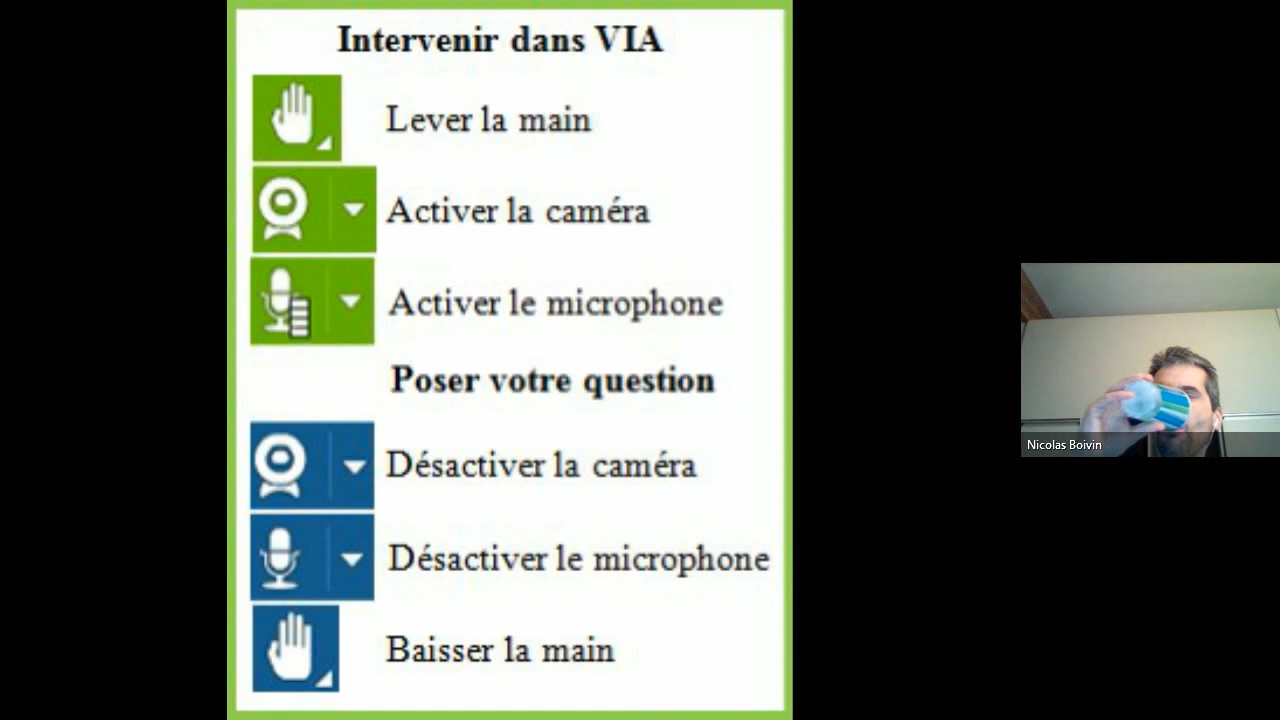 Intervenir dans VIA
Lever la main
Activer la caméra
Activer le microphone
Poser votre question
Désactiver la caméra
Désactiver le microphone
Baisser la main
Nicolas Boivin